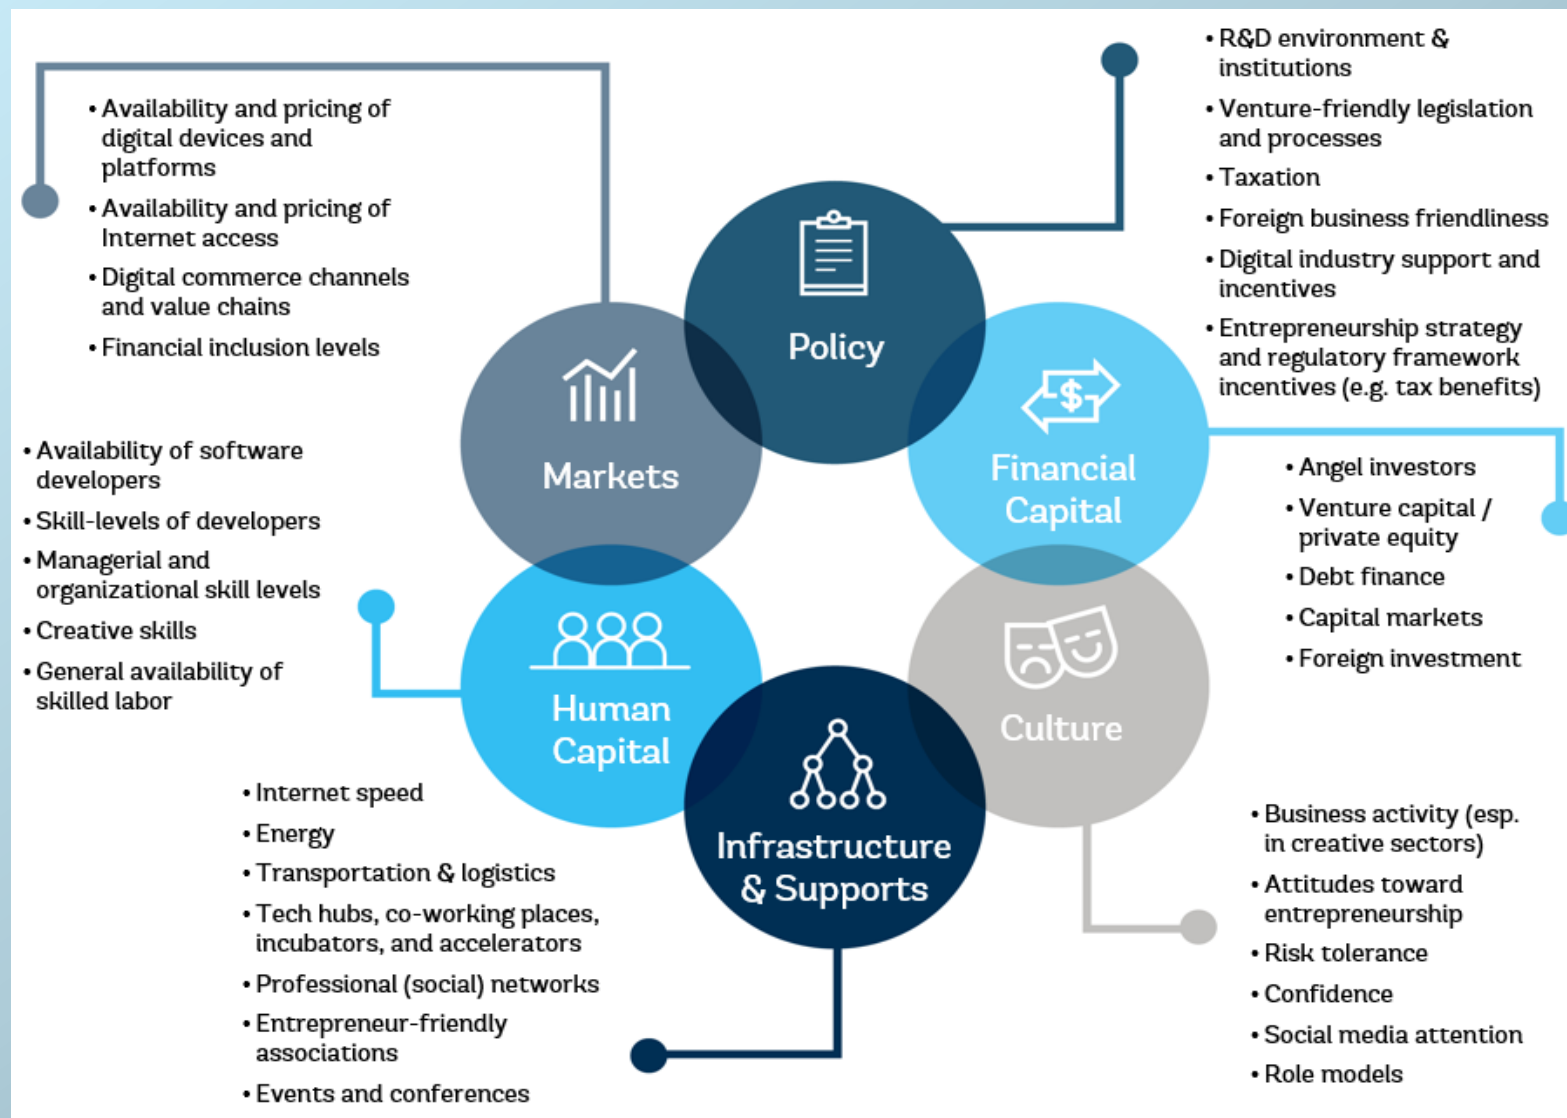 • Availability and pricing of
digital devices and
platforms
• Availability and pricing of
Internet access
• Digital commerce channels
and value chains
• Financial inclusion levels
• R&D environment &
institutions
• Venture-friendly legislation
and processes
• Taxation
• Foreign business friendliness
• Digital industry support and
incentives
• Entrepreneurship strategy
and regulatory framework
incentives (e.g. tax benefits)
Policy
Markets
$
Financial
Capital
• Availability of software
developers
• Skill-levels of developers
• Managerial and
organizational skill levels
• Creative skills
• General availability of
skilled labor
• Angel investors
• Venture capital /
private equity
• Debt finance
• Capital markets
• Foreign investment
Human
Capital
Culture
Infrastructure
& Supports
• Internet speed
• Energy
• Transportation & logistics
• Tech hubs, co-working places,
incubators, and accelerators
• Professional (social) networks
• Entrepreneur-friendly
associations
• Events and conferences
• Business activity (esp.
in creative sectors)
• Attitudes toward
entrepreneurship
• Risk tolerance
• Confidence
• Social media attention
• Role models